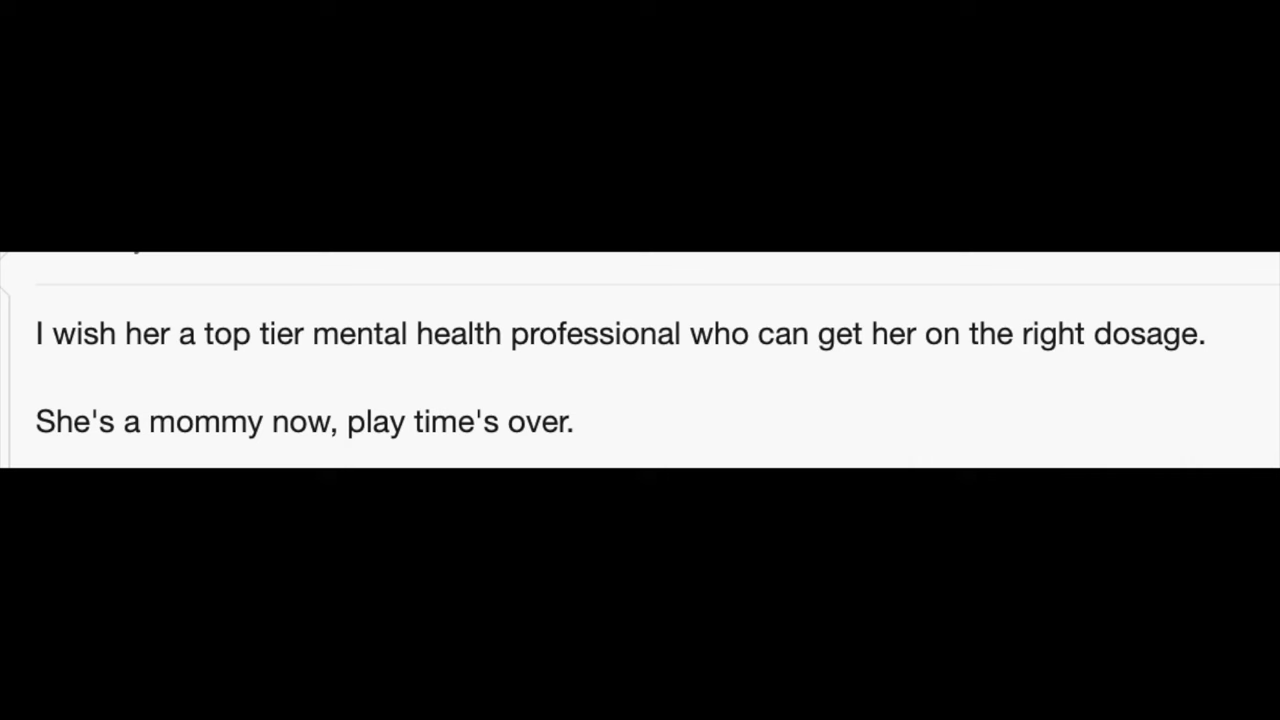 I wish her a top tier mental health professional who can get her on the right dosage.
She's a mommy now, play time's over.